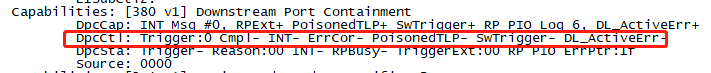 Capabilities: [380 v1] Downstream Port Containment
DpcCap: INT Msg #0, RPExt+ PoisonedTLP+ SwTrigger+ RP PIO Log 6, DL_ActiveErr+
DpcCtl: Trigger:0 Cmpl- INT- ErrCor- PoisonedTLP- SwTrigger- DL_ActiveErr-
DpcSta: Trigger- Reason:00 INT- RPBusy- TriggerExt:00 RP PIO ErrPtr:1f
Source: 0000